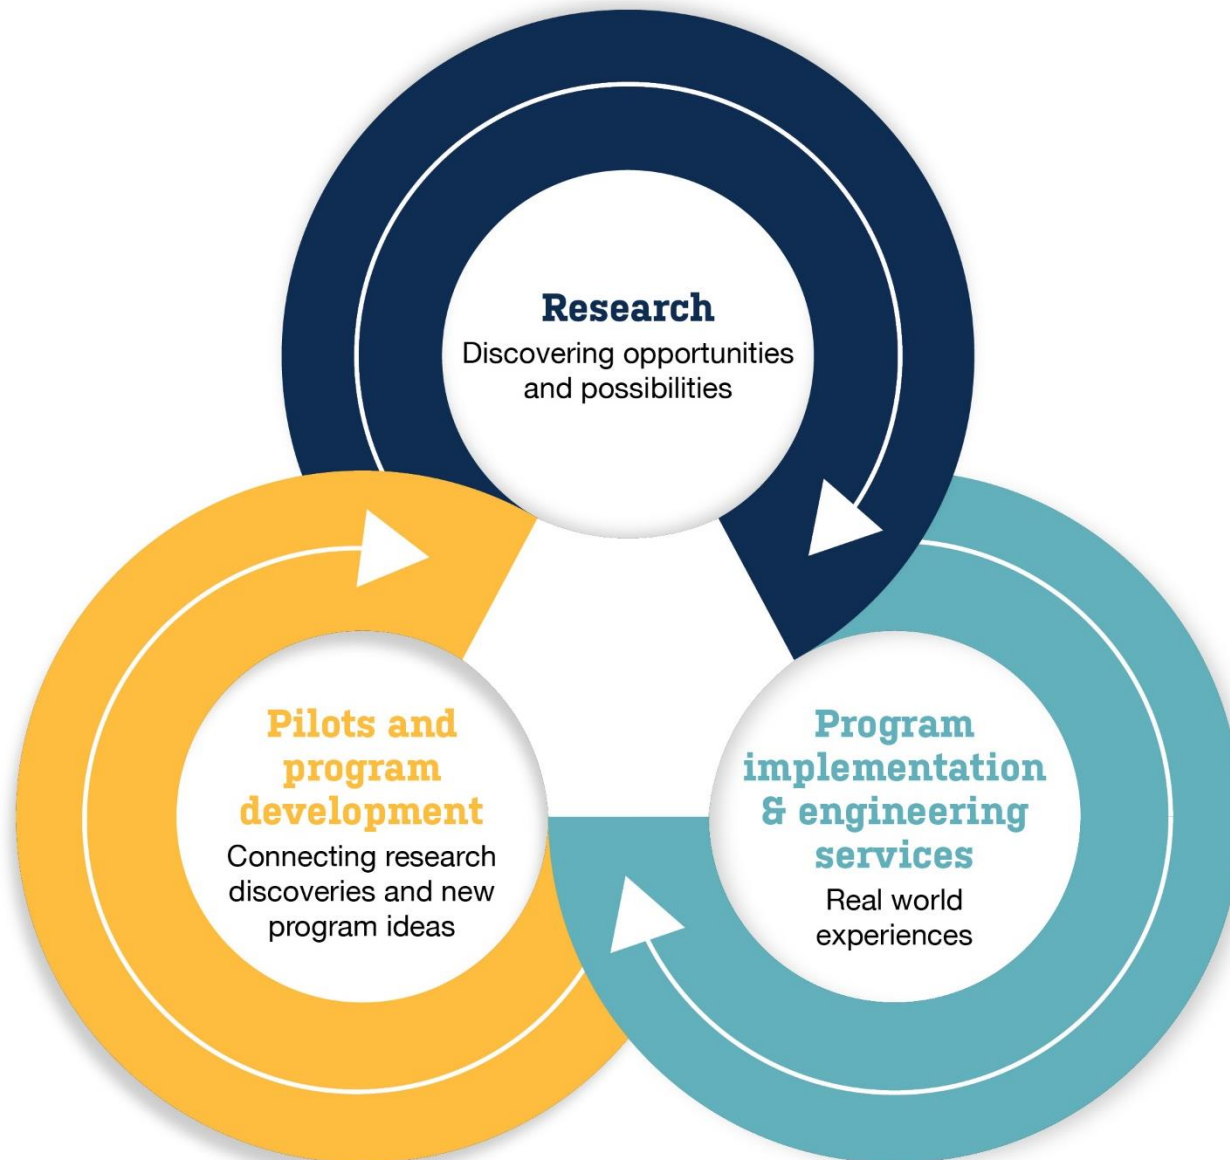 Research
Discovering opportunities
and possibilities
Pilots and
program
development
Connecting research
discoveries and new
program ideas
Program
implementation
& engineering
services
Real world
experiences